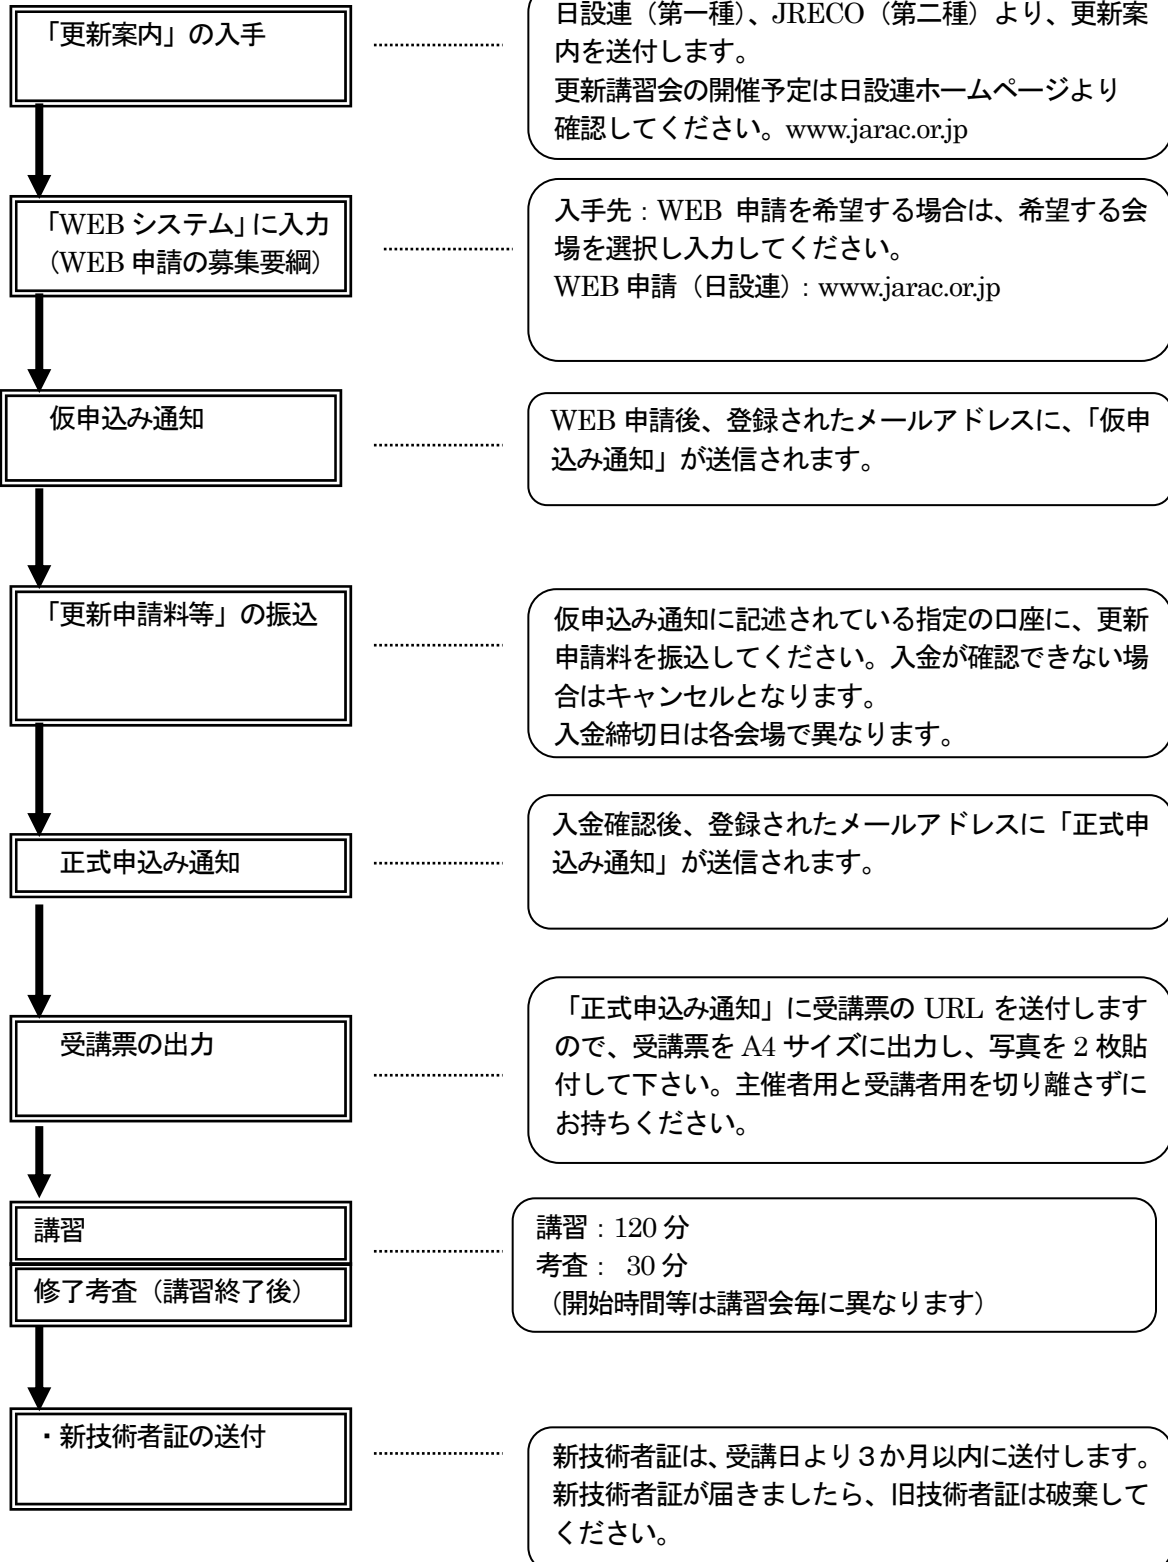 「更新案内」の入手
日設連（第一種）、JRECO（第二種）より、更新案
内を送付します。
更新講習会の開催予定は日設連ホームページより
確認してください。www.jarac.or.jp
「WEB システム」に入力
（WEB 申請の募集要綱）
入手先：WEB 申請を希望する場合は、希望する会
場を選択し入力してください。
WEB 申請（日設連）: www.jarac.or.jp
仮申込み通知
WEB 申請後、登録されたメールアドレスに、「仮申
込み通知」が送信されます。
「更新申請料等」の振込
仮申込み通知に記述されている指定の口座に、更新
申請料を振込してください。入金が確認できない場
合はキャンセルとなります。
入金締切日は各会場で異なります。
正式申込み通知
入金確認後、登録されたメールアドレスに「正式申
込み通知」が送信されます。
受講票の出力
「正式申込み通知」に受講票の URL を送付します
ので、受講票を A4 サイズに出力し、写真を 2 枚貼
付して下さい。主催者用と受講者用を切り離さずに
お持ちください。
講習
修了考査（講習終了後）
講習：120 分
考査： 30 分
（開始時間等は講習会毎に異なります）
・新技術者証の送付
新技術者証は、受講日より３か月以内に送付します。
新技術者証が届きましたら、旧技術者証は破棄して
ください。